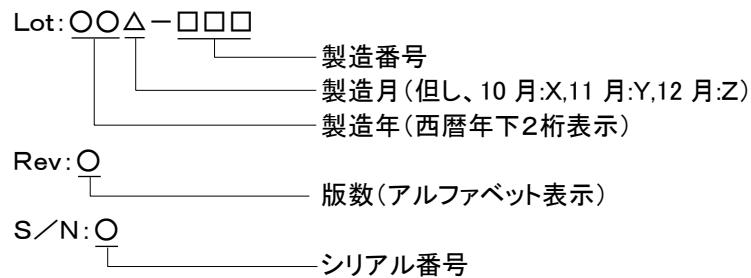 Lot:○○△－□□□
製造番号
製造月(但し、10 月:X,11 月:Y,12 月:Z)
製造年(西暦年下２桁表示)
Rev:○
版数(アルファベット表示)
S／N:○
シリアル番号